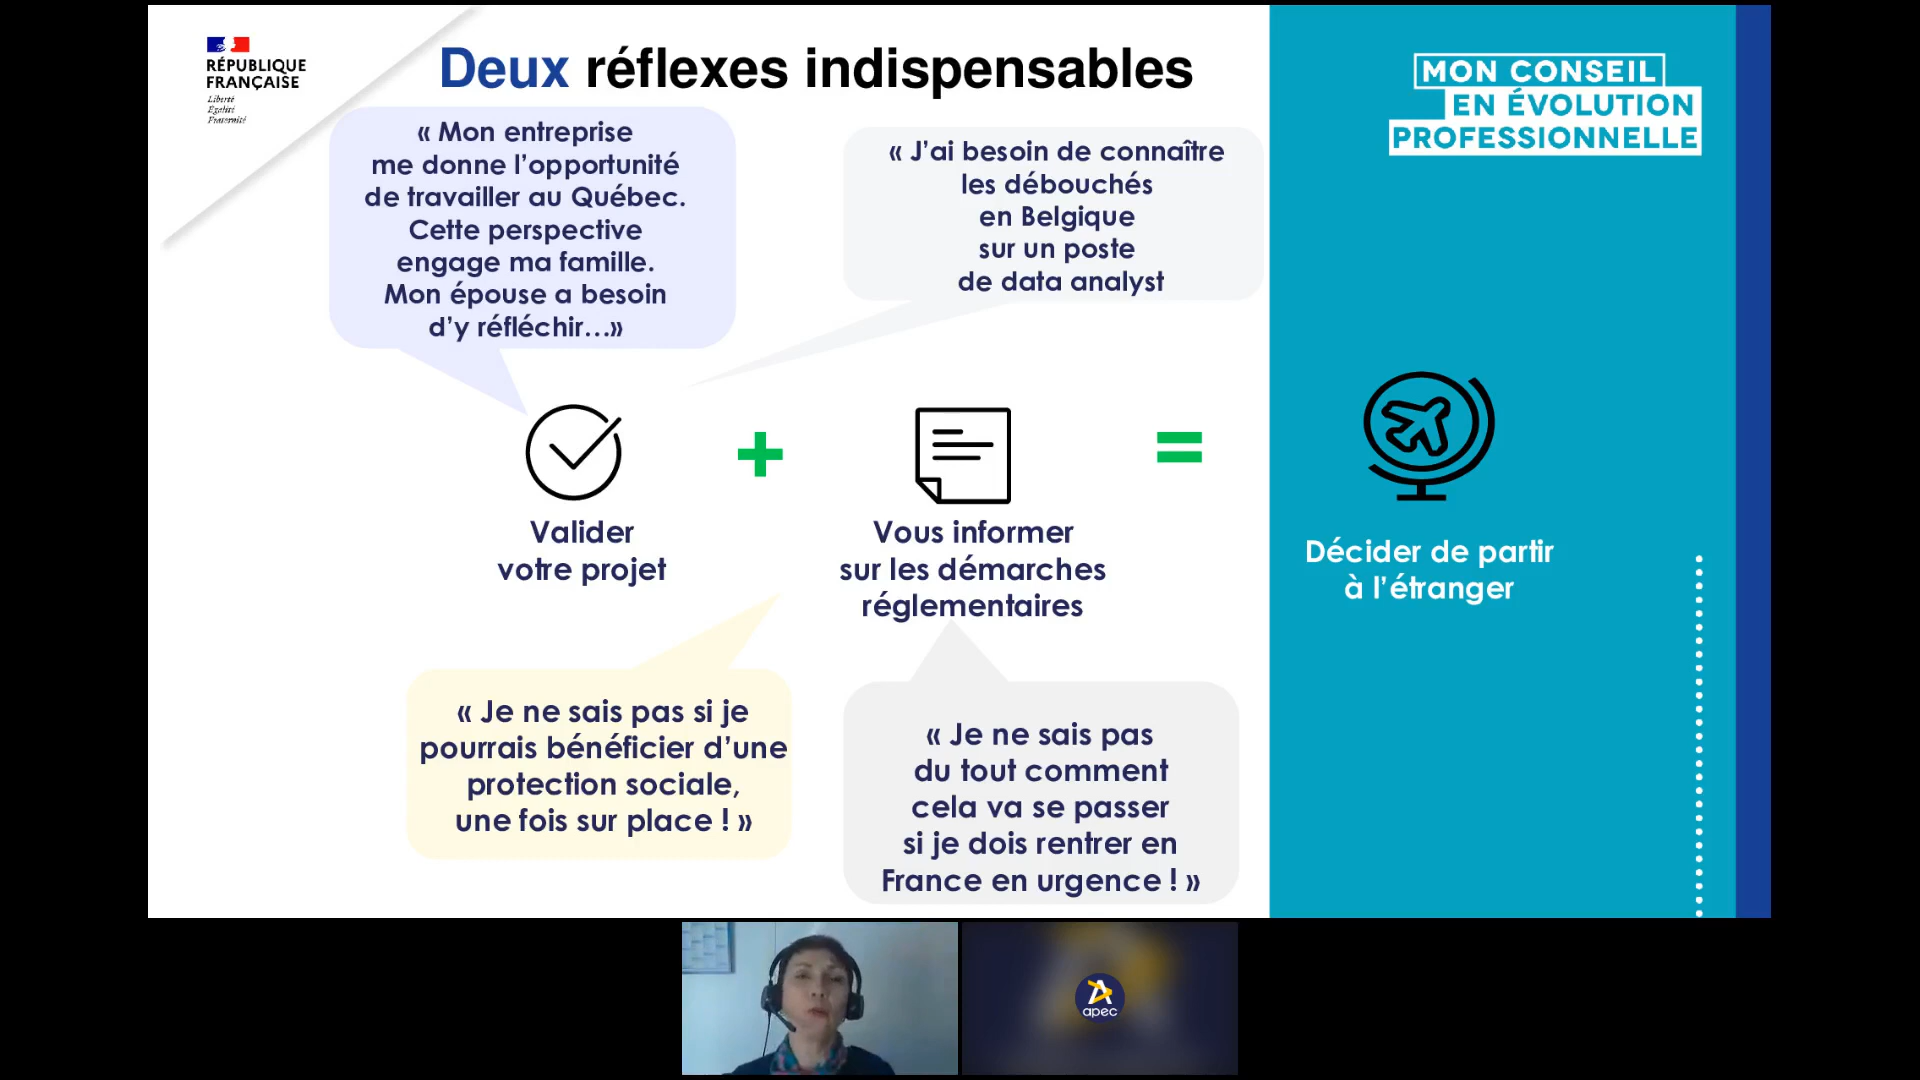 RÉPUBLIQUE
FRANÇAISE
Liberté
Égalité
Fraternité
Deux réflexes indispensables
MON CONSEIL
EN ÉVOLUTION
PROFESSIONNELLE
« Mon entreprise
me donne l’opportunité
de travailler au Québec.
Cette perspective
engage ma famille.
Mon épouse a besoin
d’y réfléchir…»
« J’ai besoin de connaître
les débouchés
en Belgique
sur un poste
de data analyst
+
=
Valider
votre projet
Vous informer
sur les démarches
réglementaires
Décider de partir
à l’étranger
« Je ne sais pas si je
pourrais bénéficier d’une
protection sociale,
une fois sur place ! »
« Je ne sais pas
du tout comment
cela va se passer
si je dois rentrer en
France en urgence ! »
apec